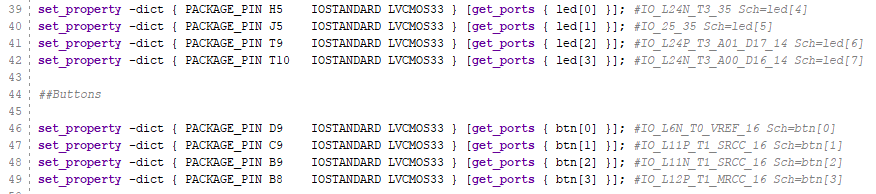 39 set_property -dict { PACKAGE_PIN H5    IOSTANDARD LVCMOS33 } [get_ports { led[0] }]; #IO_L24N_T3_35 Sch=led[4]
40 set_property -dict { PACKAGE_PIN J5    IOSTANDARD LVCMOS33 } [get_ports { led[1] }]; #IO_25_35 Sch=led[5]
41 set_property -dict { PACKAGE_PIN T9    IOSTANDARD LVCMOS33 } [get_ports { led[2] }]; #IO_L24P_T3_A01_D17_14 Sch=led[6]
42 set_property -dict { PACKAGE_PIN T10   IOSTANDARD LVCMOS33 } [get_ports { led[3] }]; #IO_L24N_T3_A00_D16_14 Sch=led[7]
43
44 ##Buttons
45
46 set_property -dict { PACKAGE_PIN D9    IOSTANDARD LVCMOS33 } [get_ports { btn[0] }]; #IO_L6N_T0_VREF_16 Sch=btn[0]
47 set_property -dict { PACKAGE_PIN C9    IOSTANDARD LVCMOS33 } [get_ports { btn[1] }]; #IO_L11P_T1_SRCC_16 Sch=btn[1]
48 set_property -dict { PACKAGE_PIN B9    IOSTANDARD LVCMOS33 } [get_ports { btn[2] }]; #IO_L11N_T1_SRCC_16 Sch=btn[2]
49 set_property -dict { PACKAGE_PIN B8    IOSTANDARD LVCMOS33 } [get_ports { btn[3] }]; #IO_L12P_T1_MRCC_16 Sch=btn[3]